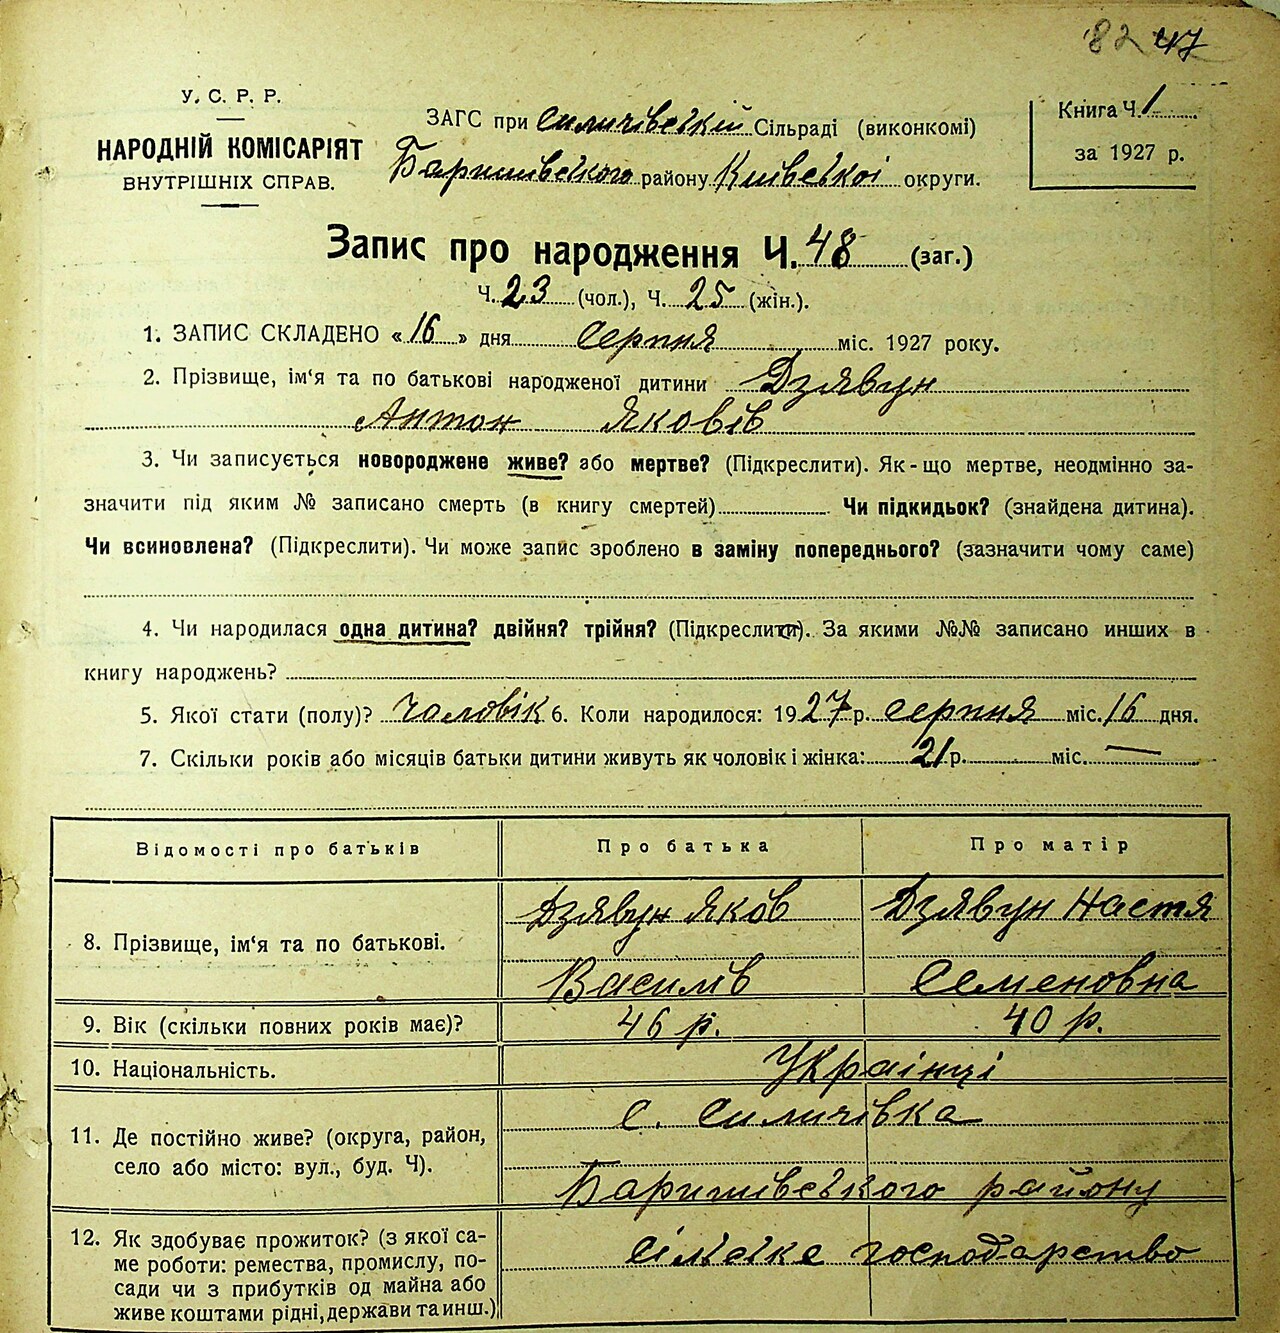 82 47
У. С. Р. Р.
НАРОДНІЙ КОМІСАРІЯТ
ВНУТРІШНІХ СПРАВ.
ЗАГС при Силичівській Сільраді (виконкомі)
Баришівського району Київської округи.
Книга Ч. 1
за 1927 р.
Запис про народження Ч. 48 (заг.)
Ч. 23 (чол.), Ч. 25 (жін.).
1. ЗАПИС СКЛАДЕНО «16» дня Серпня міс. 1927 року.
2. Прізвище, ім'я та по батькові народженої дитини Дзявун
Антон Яковів
3. Чи записується новороджене живе? або мертве? (Підкреслити). Як-що мертве, неодмінно за-
значити під яким № записано смерть (в книгу смертей) Чи підкидьок? (знайдена дитина).
Чи всиновлена? (Підкреслити). Чи може запис зроблено в заміну попереднього? (зазначити чому саме)
4. Чи народилася одна дитина? двійня? трійня? (Підкреслити). За якими №№ записано инших в
книгу народжень?
5. Якої стати (полу)? чоловік 6. Коли народилося: 1927 р. серпня міс. 16 дня.
7. Скільки років або місяців батьки дитини живуть як чоловік і жінка: 21 р. міс. —
Відомості про батьків Про батька Про матір
8. Прізвище, ім'я та по батькові.
Дзявун Яков Дзявун Настя
Василів Семеновна
9. Вік (скільки повних років має)? 46 р. 40 р.
10. Національність. Українці
11. Де постійно живе? (округа, район,
село або місто: вул., буд. Ч).
с. Силичівка
Баришівського району
12. Як здобуває прожиток? (з якої са-
ме роботи: ремества, промислу, по-
сади чи з прибутків од майна або
живе коштами рідні, держави та инш.)
сільське господарство